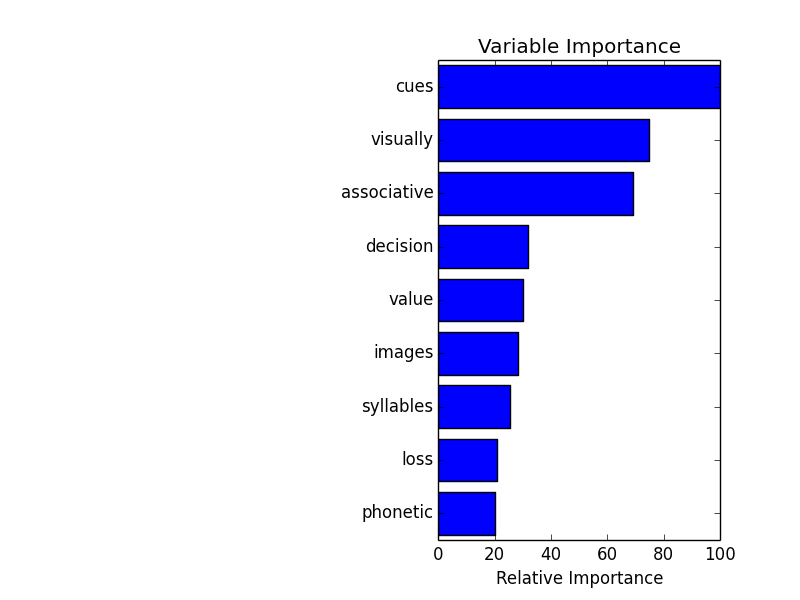 Variable Importance
cues
visually
associative
decision
value
images
syllables
loss
phonetic
0 20 40 60 80 100
Relative Importance